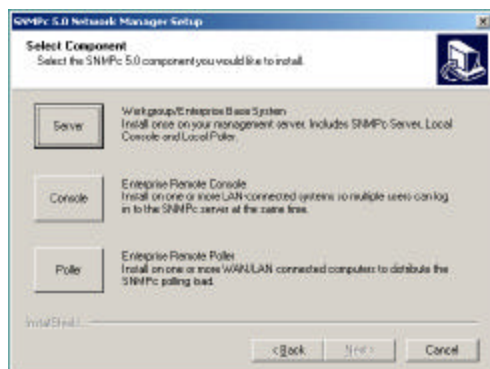 SNMPc 5.0 Network Manager Setup
Select Component
Select the SNMPc 5.0 component you would like to install.
Server
Workgroup/Enterprise Base System
Install once on your management server. Includes SNMPc Server, Local
Console and Local Poller.
Console
Enterprise Remote Console
Install on one or more LAN-connected systems so multiple users can log
in to the SNMPc server at the same time.
Poller
Enterprise Remote Poller
Install on one or more WAN/LAN connected computers to distribute the
SNMPc polling load.
InstallShield
< Back
Next >
Cancel